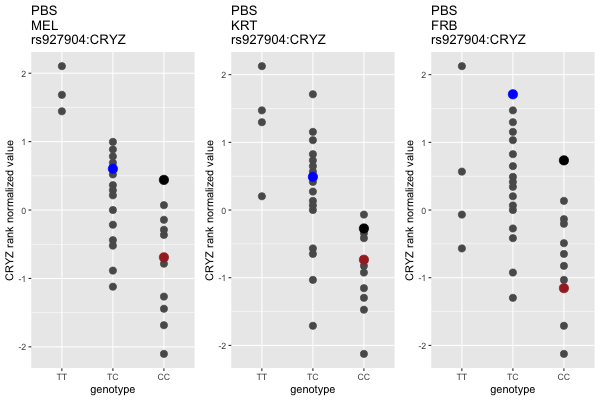 PBS
MEL
rs927904:CRYZ
CRYZ rank normalized value
2
1
0
-1
-2
TT
TC
CC
genotype
PBS
KRT
rs927904:CRYZ
CRYZ rank normalized value
2
1
0
-1
-2
TT
TC
CC
genotype
PBS
FRB
rs927904:CRYZ
CRYZ rank normalized value
2
1
0
-1
-2
TT
TC
CC
genotype